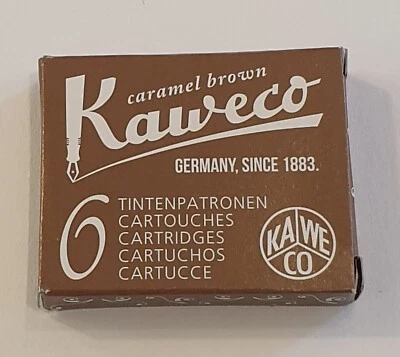 caramel brown
Kaweco
GERMANY, SINCE 1883.
6
TINTENPATRONEN
CARTOUCHES
CARTRIDGES
CARTUCHOS
CARTUCCE
KA WE
CO